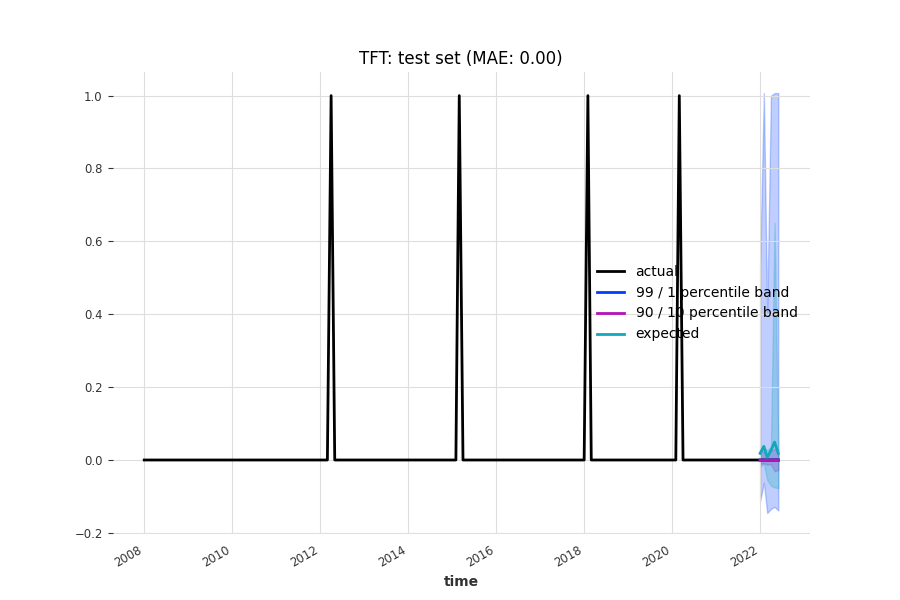 TFT: test set (MAE: 0.00)
1.0
0.8
0.6
0.4
0.2
0.0
−0.2
actual
99 / 1 percentile band
90 / 10 percentile band
expected
2008
2010
2012
2014
2016
2018
2020
2022
time